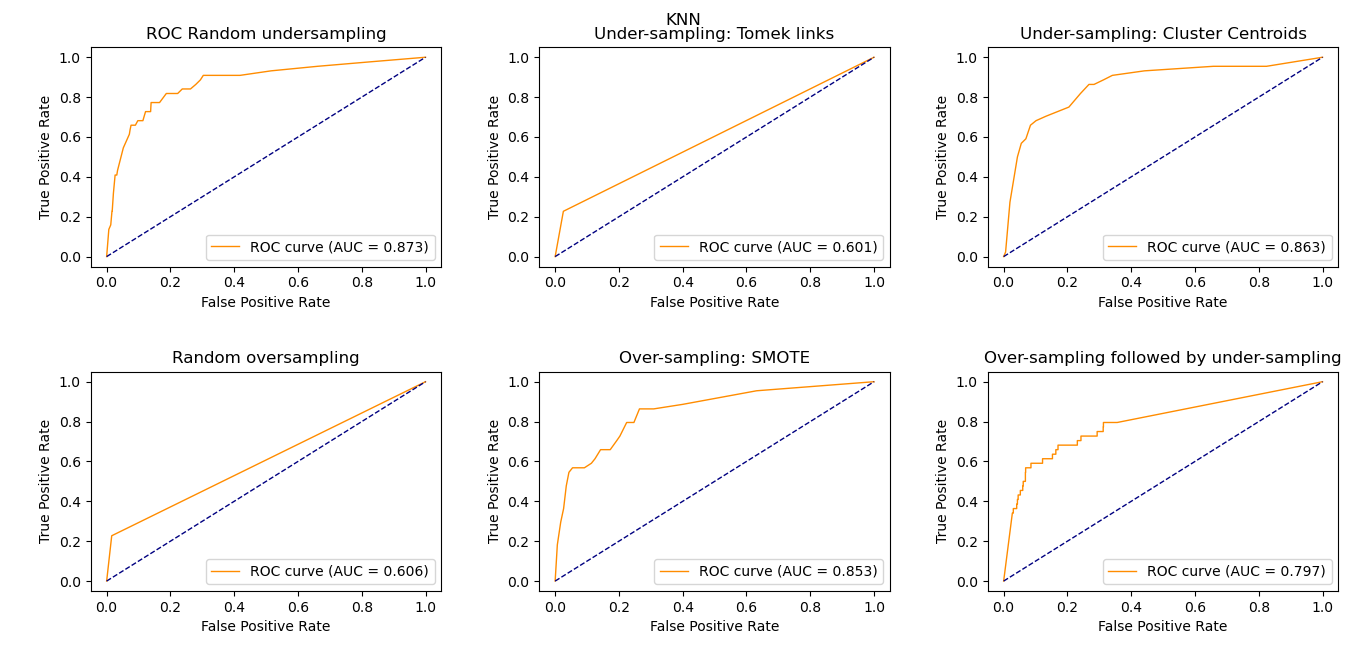 KNN
ROC Random undersampling
1.0
0.8
0.6
0.4
0.2
0.0
True Positive Rate
ROC curve (AUC = 0.873)
0.0 0.2 0.4 0.6 0.8 1.0
False Positive Rate
Under-sampling: Tomek links
1.0
0.8
0.6
0.4
0.2
0.0
True Positive Rate
ROC curve (AUC = 0.601)
0.0 0.2 0.4 0.6 0.8 1.0
False Positive Rate
Under-sampling: Cluster Centroids
1.0
0.8
0.6
0.4
0.2
0.0
True Positive Rate
ROC curve (AUC = 0.863)
0.0 0.2 0.4 0.6 0.8 1.0
False Positive Rate
Random oversampling
1.0
0.8
0.6
0.4
0.2
0.0
True Positive Rate
ROC curve (AUC = 0.606)
0.0 0.2 0.4 0.6 0.8 1.0
False Positive Rate
Over-sampling: SMOTE
1.0
0.8
0.6
0.4
0.2
0.0
True Positive Rate
ROC curve (AUC = 0.853)
0.0 0.2 0.4 0.6 0.8 1.0
False Positive Rate
Over-sampling followed by under-sampling
1.0
0.8
0.6
0.4
0.2
0.0
True Positive Rate
ROC curve (AUC = 0.797)
0.0 0.2 0.4 0.6 0.8 1.0
False Positive Rate